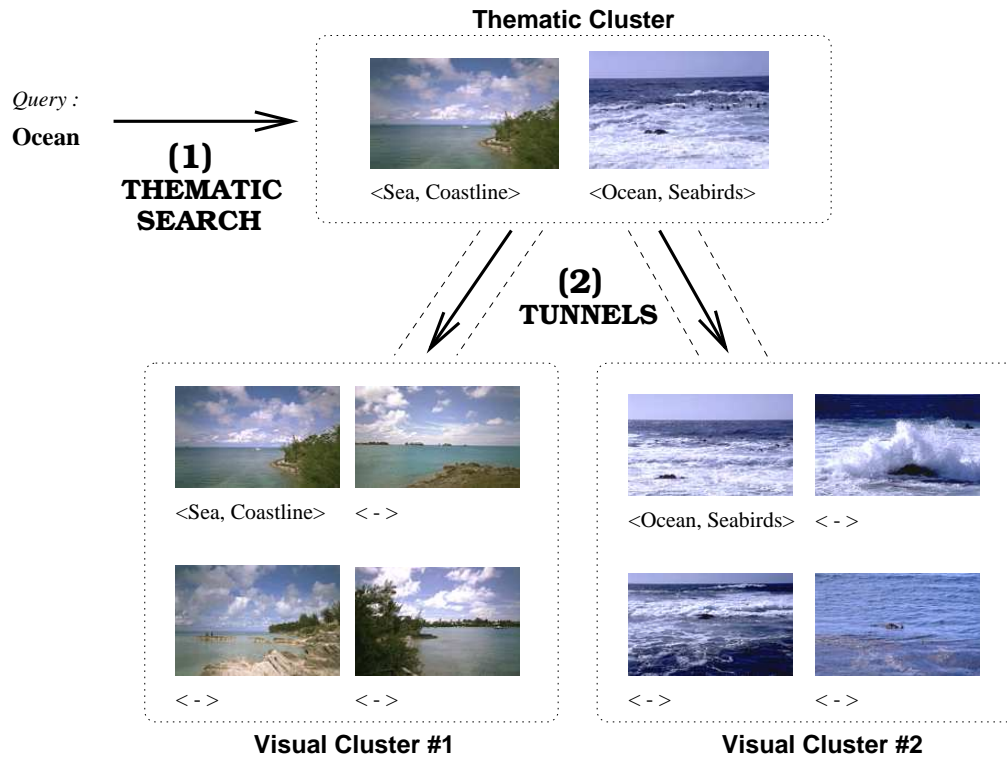 Thematic Cluster
Query :
Ocean
(1)
THEMATIC
SEARCH
<Sea, Coastline> <Ocean, Seabirds>
(2)
TUNNELS
<Sea, Coastline> < - >
< - > < - >
Visual Cluster #1
<Ocean, Seabirds> < - >
< - > < - >
Visual Cluster #2